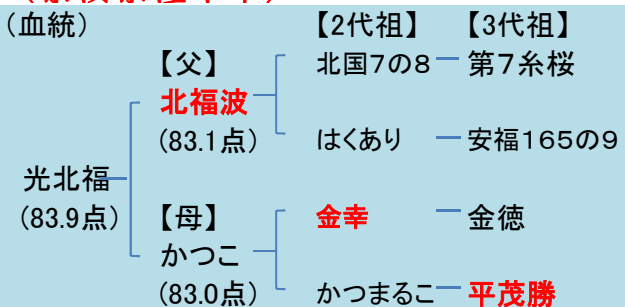 (血統)
【2代祖】 【3代祖】
【父】 北国7の8 第7糸桜
北福波
(83.1点) はくあり 安福165の9
光北福
(83.9点) 【母】 金幸 金徳
かつこ
(83.0点) かつまるこ 平茂勝